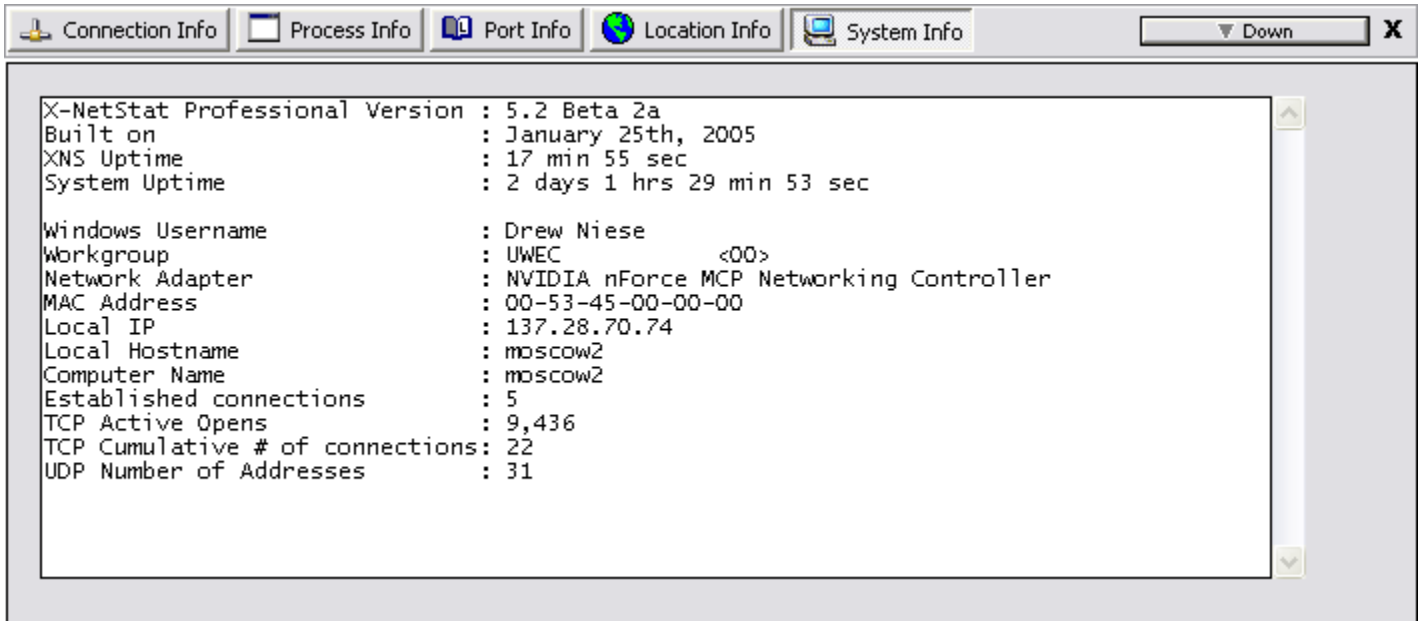 Connection Info Process Info Port Info Location Info System Info Down X
X-NetStat Professional Version : 5.2 Beta 2a
Built on : January 25th, 2005
XNS Uptime : 17 min 55 sec
System Uptime : 2 days 1 hrs 29 min 53 sec
Windows Username : Drew Niese
Workgroup : UWEC <00>
Network Adapter : NVIDIA nForce MCP Networking Controller
MAC Address : 00-53-45-00-00-00
Local IP : 137.28.70.74
Local Hostname : moscow2
Computer Name : moscow2
Established connections : 5
TCP Active Opens : 9,436
TCP Cumulative # of connections: 22
UDP Number of Addresses : 31